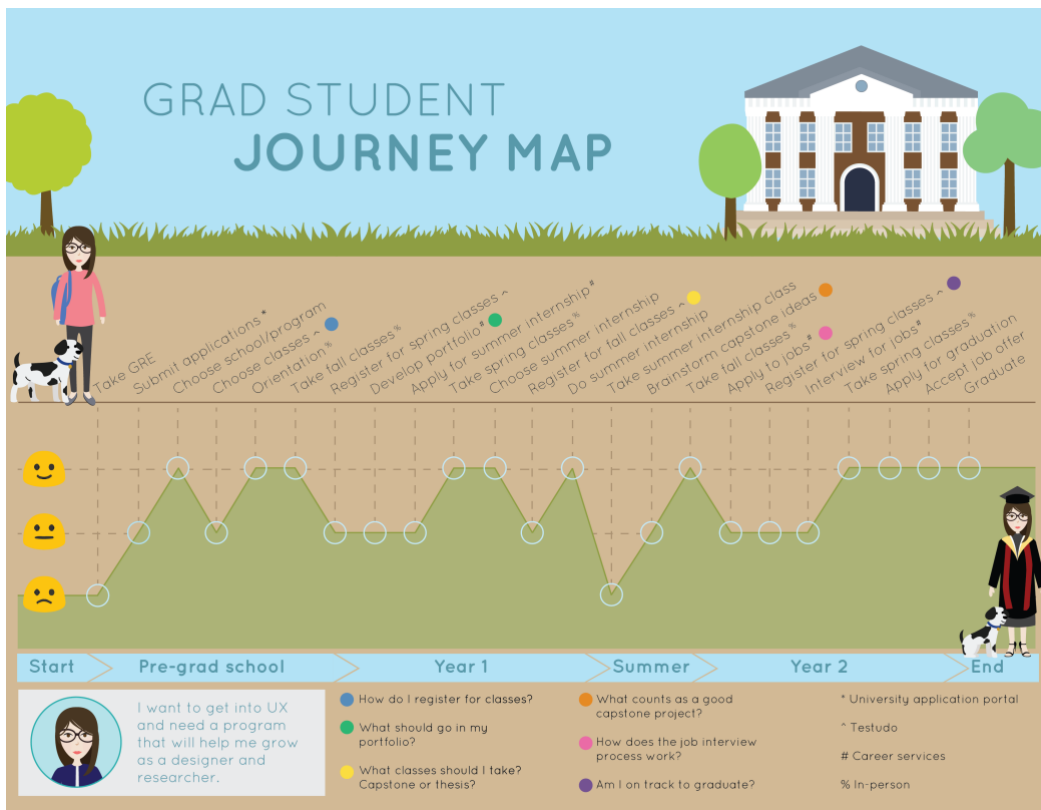 GRAD STUDENT
JOURNEY MAP
Take GRE
Submit applications *
Choose school/program
Choose classes ^
Orientation %
Take fall classes %
Register for spring classes ^
Develop portfolio #
Apply for summer internship #
Take spring classes %
Choose summer internship
Register for fall classes ^
Do summer internship
Take summer internship class
Brainstorm capstone ideas
Take fall classes %
Apply to jobs #
Register for spring classes ^
Interview for jobs #
Take spring classes %
Apply for graduation
Accept job offer
Graduate
Start
Pre-grad school
Year 1
Summer
Year 2
End
I want to get into UX
and need a program
that will help me grow
as a designer and
researcher.
How do I register for classes?
What should go in my
portfolio?
What classes should I take?
Capstone or thesis?
What counts as a good
capstone project?
How does the job interview
process work?
Am I on track to graduate?
* University application portal
^ Testudo
# Career services
% In-person